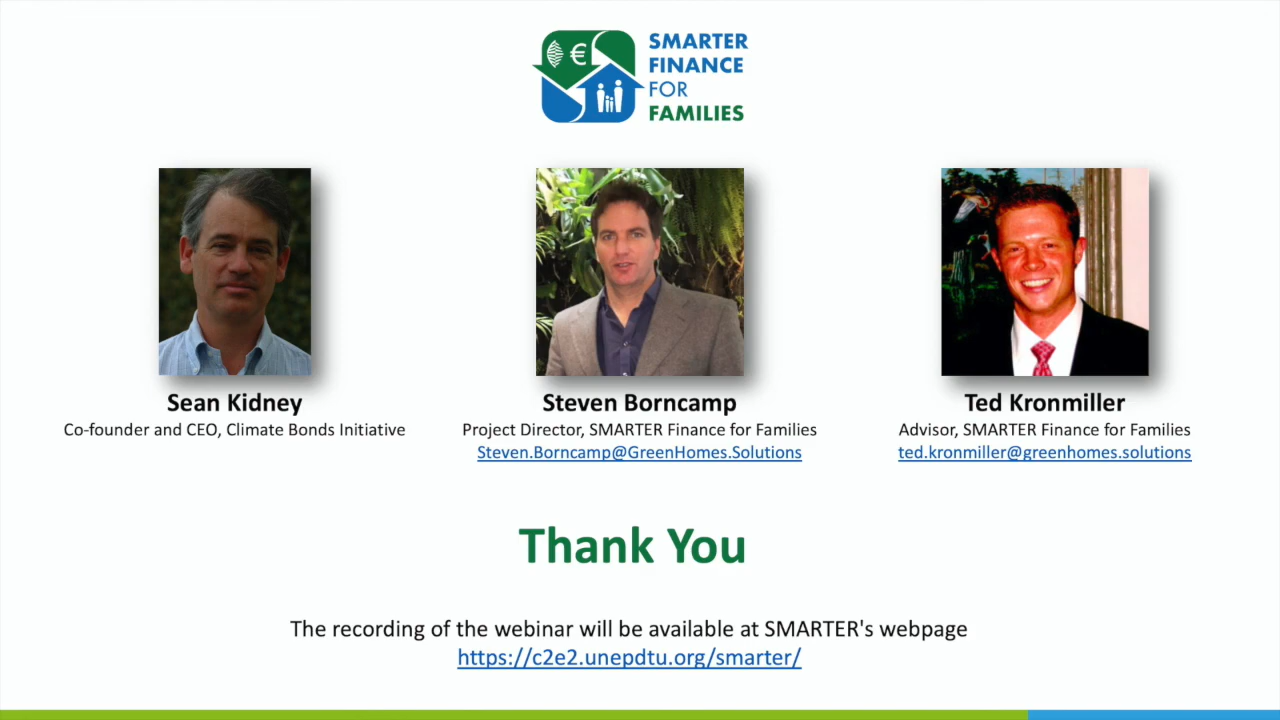 SMARTER
FINANCE
FOR
FAMILIES
€
Sean Kidney
Co-founder and CEO, Climate Bonds Initiative
Steven Borncamp
Project Director, SMARTER Finance for Families
Steven.Borncamp@GreenHomes.Solutions
Ted Kronmiller
Advisor, SMARTER Finance for Families
ted.kronmiller@greenhomes.solutions
Thank You
The recording of the webinar will be available at SMARTER's webpage
https://c2e2.unepdtu.org/smarter/